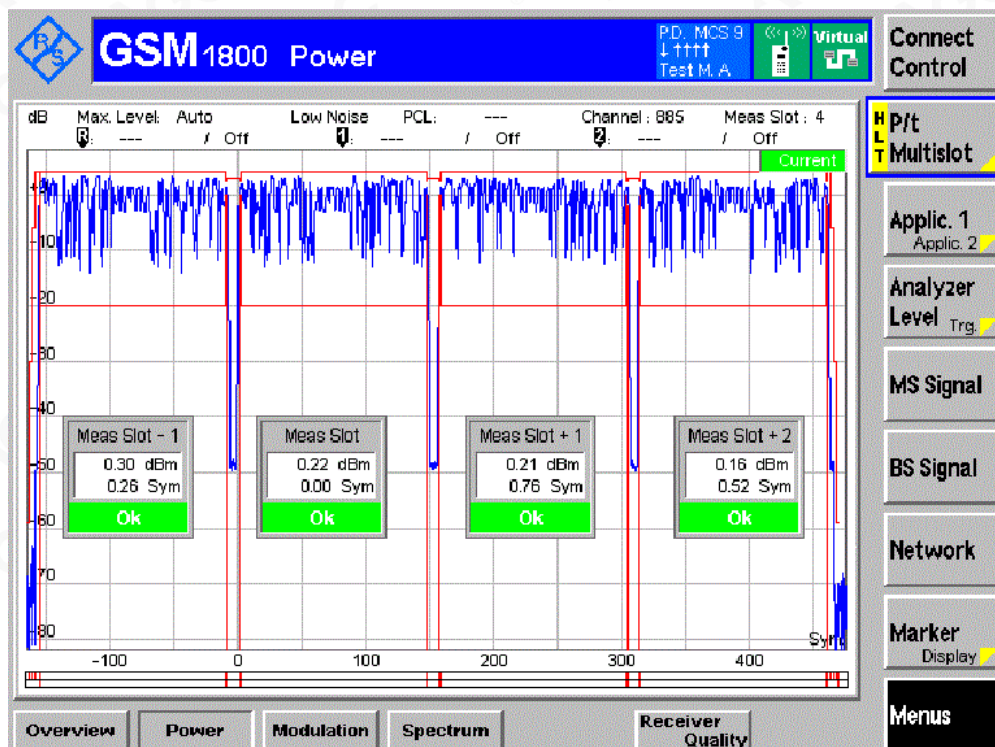 R/S
GSM 1800 Power
P.D. MCS 9
↓↑↑↑↑
Test M. A.
Virtual
Connect Control
dB Max. Level: Auto Low Noise PCL: --- Channel : 885 Meas Slot : 4
R: --- / Off 1: --- / Off 2: --- / Off
Current
-10
-20
-30
-40
-50
-60
-70
-80
Meas Slot - 1
0.30 dBm
0.26 Sym
Ok
Meas Slot
0.22 dBm
0.00 Sym
Ok
Meas Slot + 1
0.21 dBm
0.76 Sym
Ok
Meas Slot + 2
0.16 dBm
0.52 Sym
Ok
Sym
-100 0 100 200 300 400
HLT
P/t Multislot
Applic. 1
Applic. 2
Analyzer Level Trg.
MS Signal
BS Signal
Network
Marker
Display
Menus
Overview Power Modulation Spectrum Receiver Quality